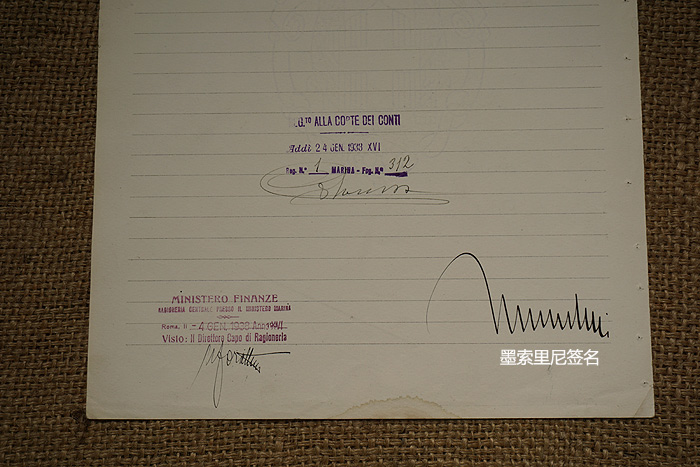 .G.TO ALLA CORTE DEI CONTI
Addì 24 GEN. 1938 XVI
Reg. N.° 1 MARINA - Fog. N.° 312
MINISTERO FINANZE
RAGIONERIA CENTRALE PRESSO IL MINISTERO MARINA
Roma, lì -4 GEN. 1938 Anno XVI
Visto: Il Direttore Capo di Ragioneria
墨索里尼签名